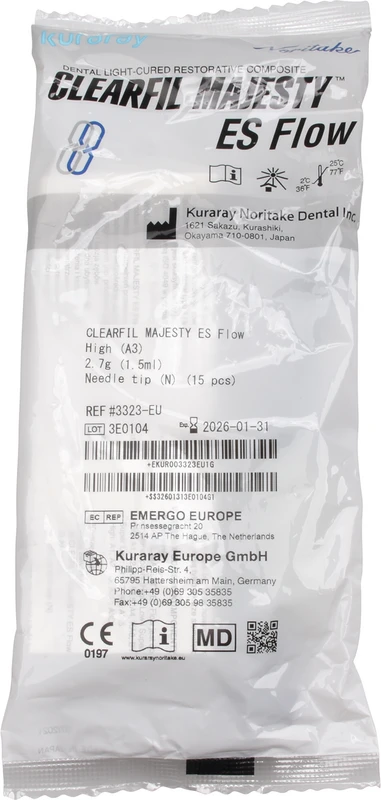 kuraray
Noritake
DENTAL LIGHT-CURED RESTORATIVE COMPOSITE
CLEARFIL MAJESTY™
ES Flow
25°C
77°F
2°C
36°F
Kuraray Noritake Dental Inc.
1621 Sakazu, Kurashiki,
Okayama 710-0801, Japan
CLEARFIL MAJESTY ES Flow
High (A3)
2.7g (1.5ml)
Needle tip (N) (15 pcs)
REF #3323-EU
LOT 3E0104 Exp. 2026-01-31
+EKUR003323EU1G
EC REP EMERGO EUROPE
Prinsessegracht 20
2514 AP The Hague, The Netherlands
Kuraray Europe GmbH
Philipp-Reis-Str. 4,
65795 Hattersheim am Main, Germany
Phone:+49 (0)69 305 35835
Fax:+49 (0)69 305 98 35835
CE
0197
i
MD
www.kuraraynoritake.eu